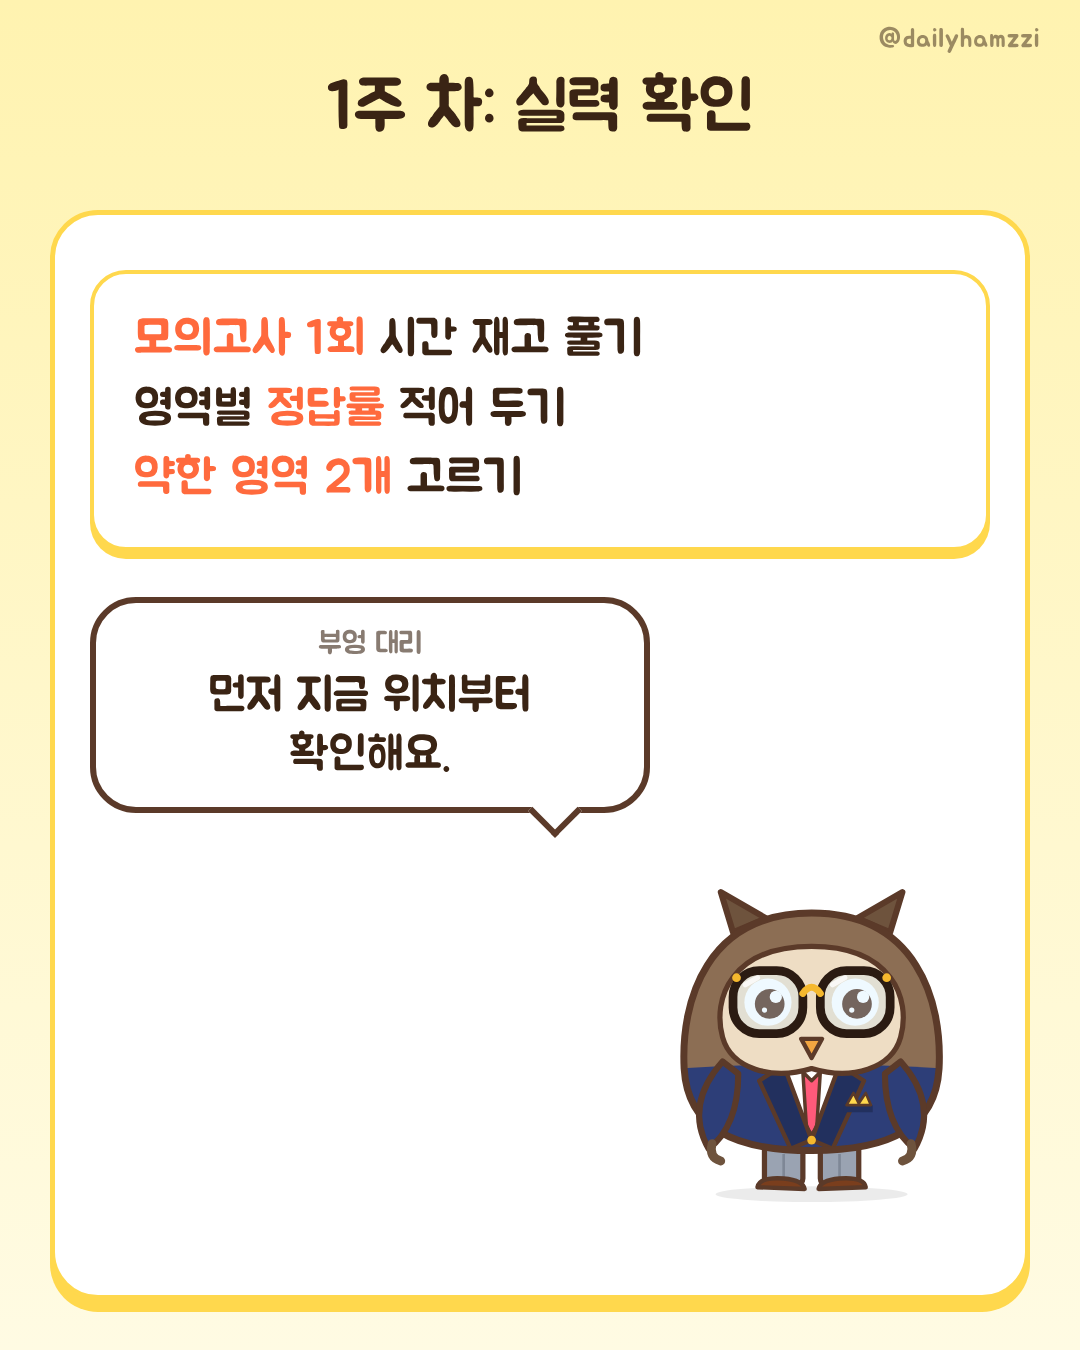 @dailyhamzzi
1주 차: 실력 확인
모의고사 1회 시간 재고 풀기
영역별 정답률 적어 두기
약한 영역 2개 고르기
부엉 대리
먼저 지금 위치부터
확인해요.